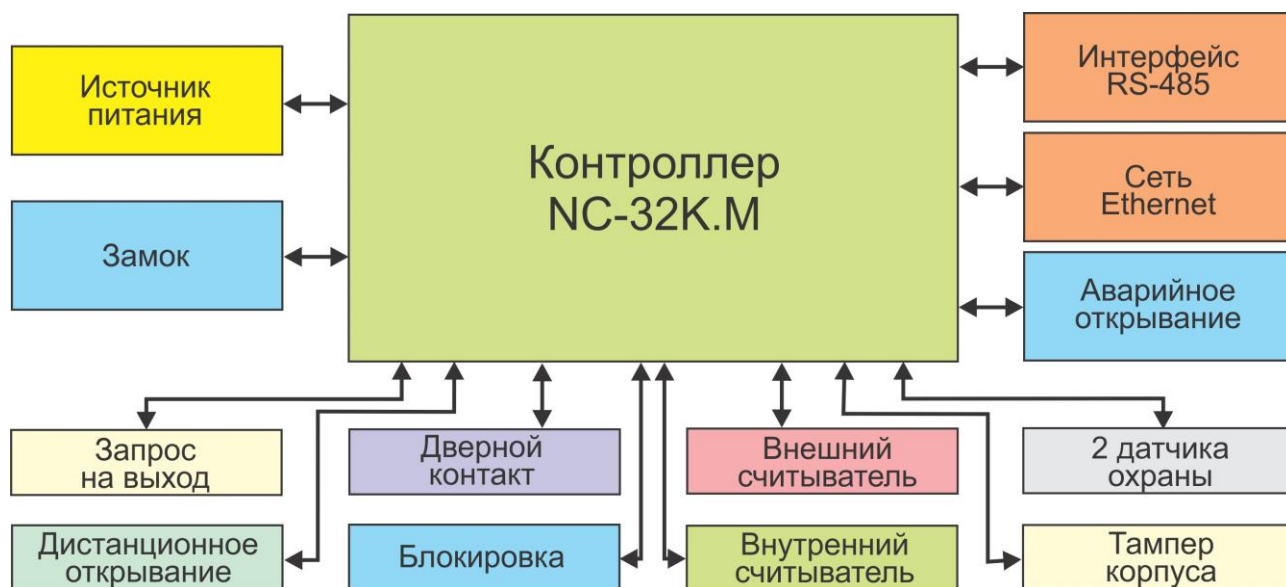 Источник
питания
Замок
Контроллер
NC-32K.M
Интерфейс
RS-485
Сеть
Ethernet
Аварийное
открывание
Запрос
на выход
Дверной
контакт
Внешний
считыватель
2 датчика
охраны
Дистанционное
открывание
Блокировка
Внутренний
считыватель
Тампер
корпуса